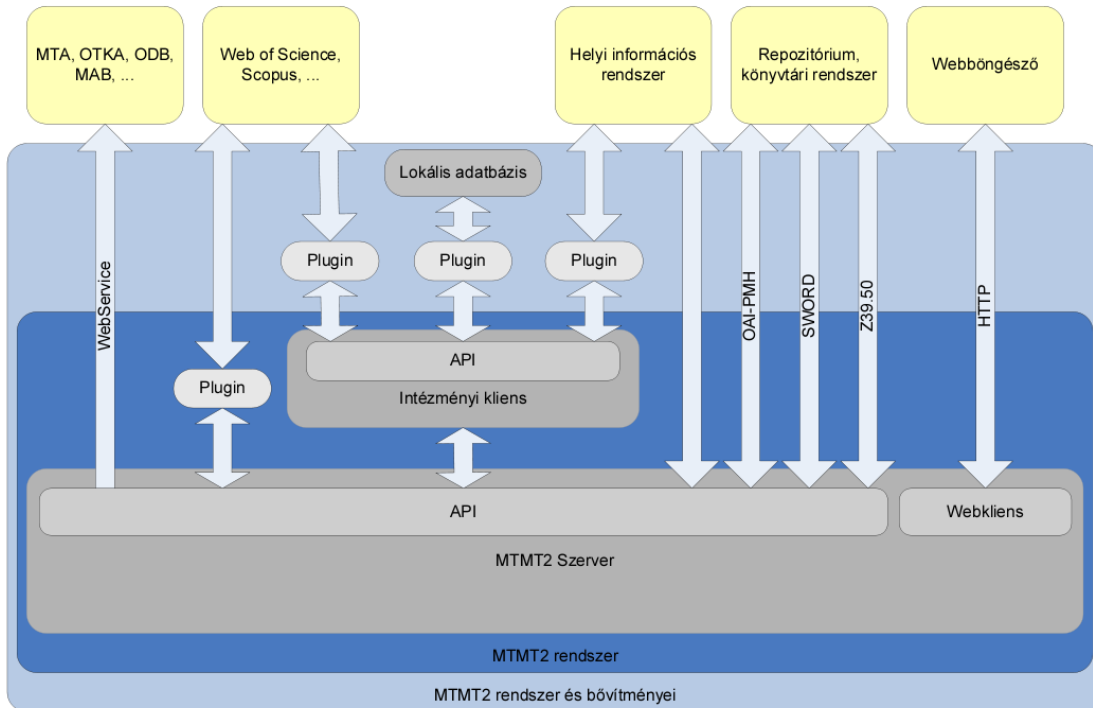 MTA, OTKA, ODB,
MAB, ...
Web of Science,
Scopus, ...
Helyi információs
rendszer
Repozitórium,
könyvtári rendszer
Webböngésző
Lokális adatbázis
Plugin
Plugin
Plugin
WebService
OAI-PMH
SWORD
Z39.50
HTTP
API
Plugin
Intézményi kliens
API
Webkliens
MTMT2 Szerver
MTMT2 rendszer
MTMT2 rendszer és bővítményei